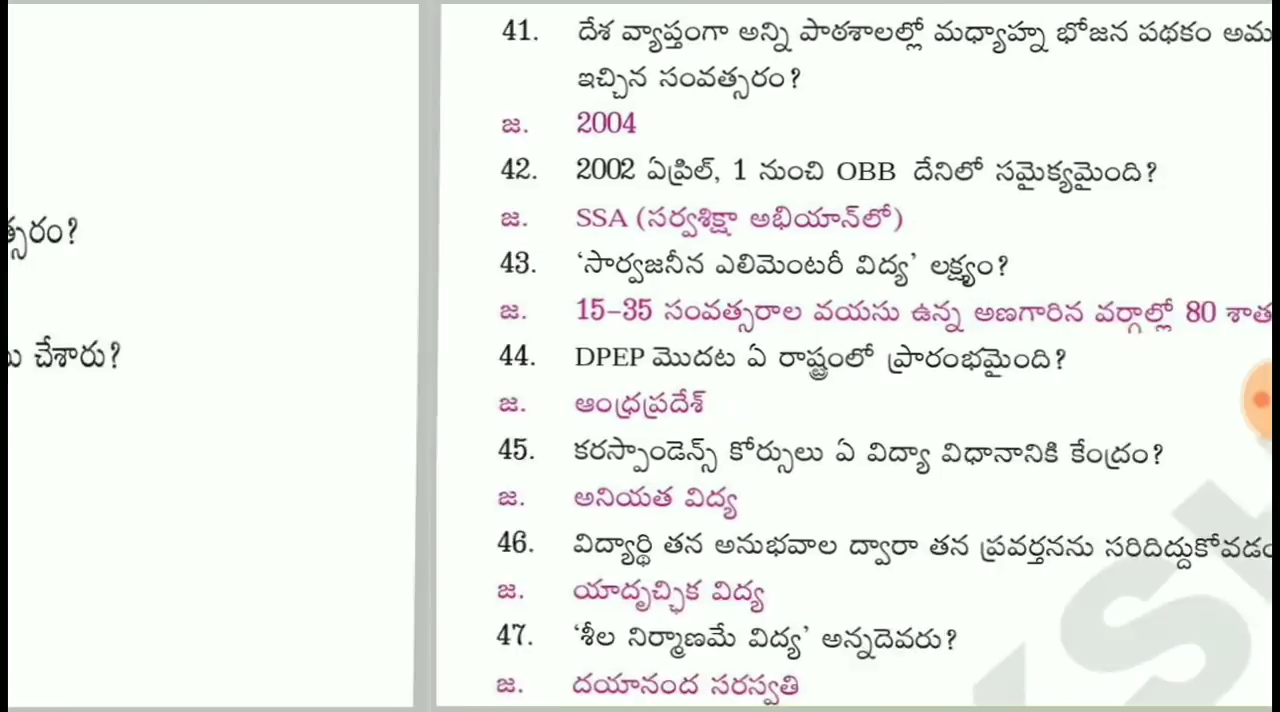 త్సరం?
చేశారు?
41. దేశ వ్యాప్తంగా అన్ని పాఠశాలల్లో మధ్యాహ్న భోజన పథకం అమ
ఇచ్చిన సంవత్సరం?
జ. 2004
42. 2002 ఏప్రిల్, 1 నుంచి OBB దేనిలో సమైక్యమైంది?
జ. SSA (సర్వశిక్షా అభియాన్‌లో)
43. ‘సార్వజనీన ఎలిమెంటరీ విద్య’ లక్ష్యం?
జ. 15-35 సంవత్సరాల వయసు ఉన్న అణగారిన వర్గాల్లో 80 శాత
44. DPEP మొదట ఏ రాష్ట్రంలో ప్రారంభమైంది?
జ. ఆంధ్రప్రదేశ్
45. కరస్పాండెన్స్ కోర్సులు ఏ విద్యా విధానానికి కేంద్రం?
జ. అనియత విద్య
46. విద్యార్థి తన అనుభవాల ద్వారా తన ప్రవర్తనను సరిదిద్దుకోవడం
జ. యాదృచ్ఛిక విద్య
47. ‘శీల నిర్మాణమే విద్య’ అన్నదెవరు?
జ. దయానంద సరస్వతి